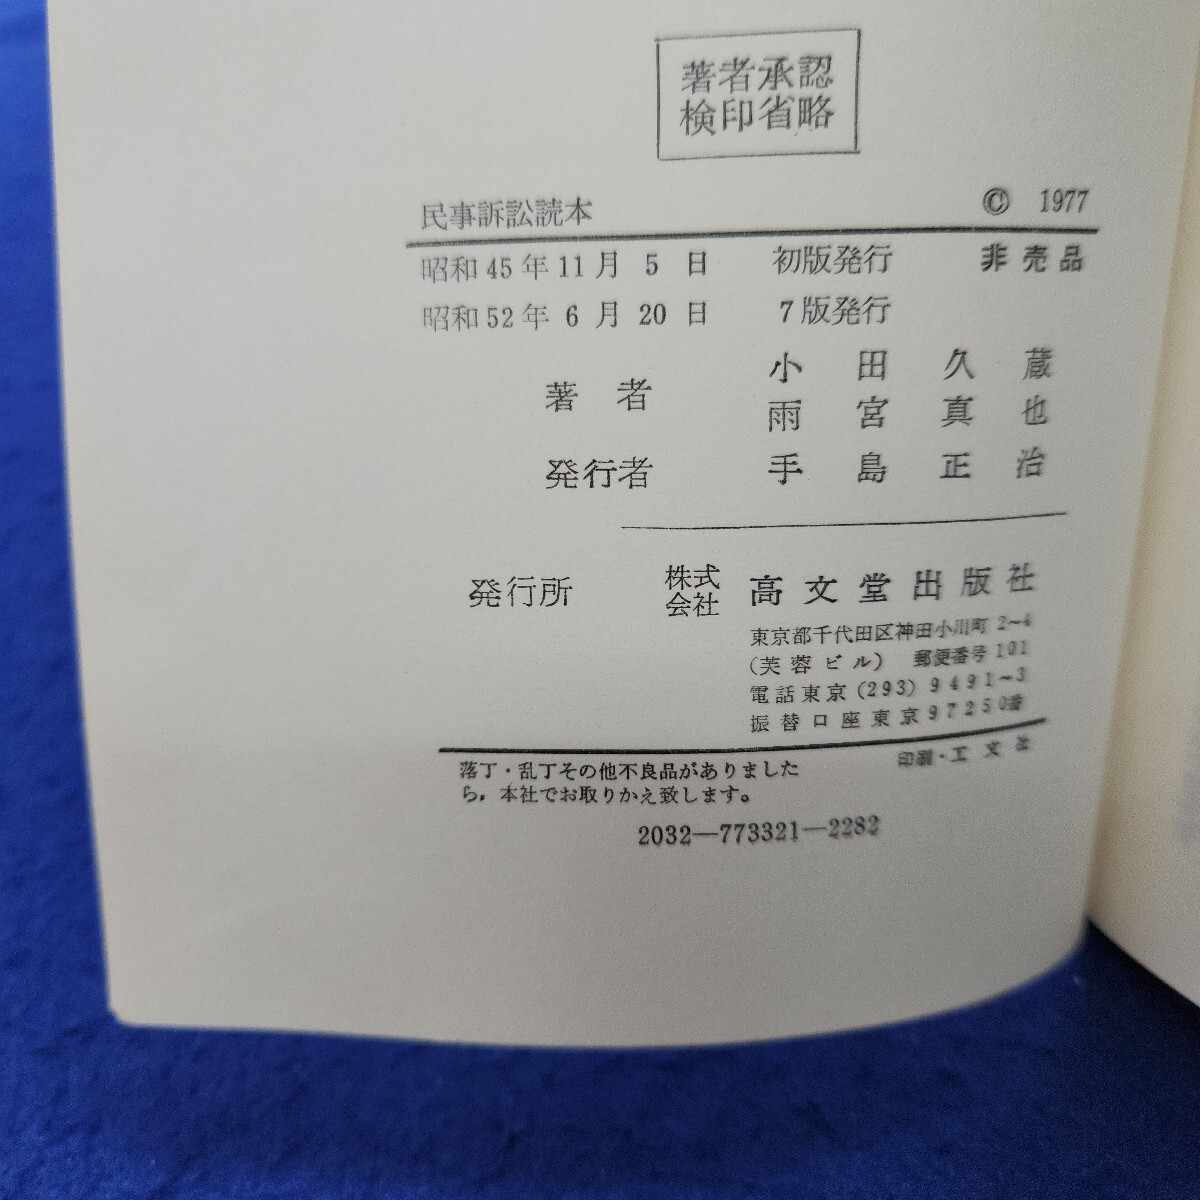 著者承認
検印省略
民事訴訟読本 © 1977
昭和45年11月5日 初版発行 非売品
昭和52年6月20日 7版発行
著者 小田久蔵
雨宮真也
発行者 手島正治
発行所 株式会社 高文堂出版社
東京都千代田区神田小川町2~4
(芙蓉ビル) 郵便番号101
電話東京(293)9491~3
振替口座東京97250番
印刷・工文社
落丁・乱丁その他不良品がありました
ら,本社でお取りかえ致します。
2032—773321—2282